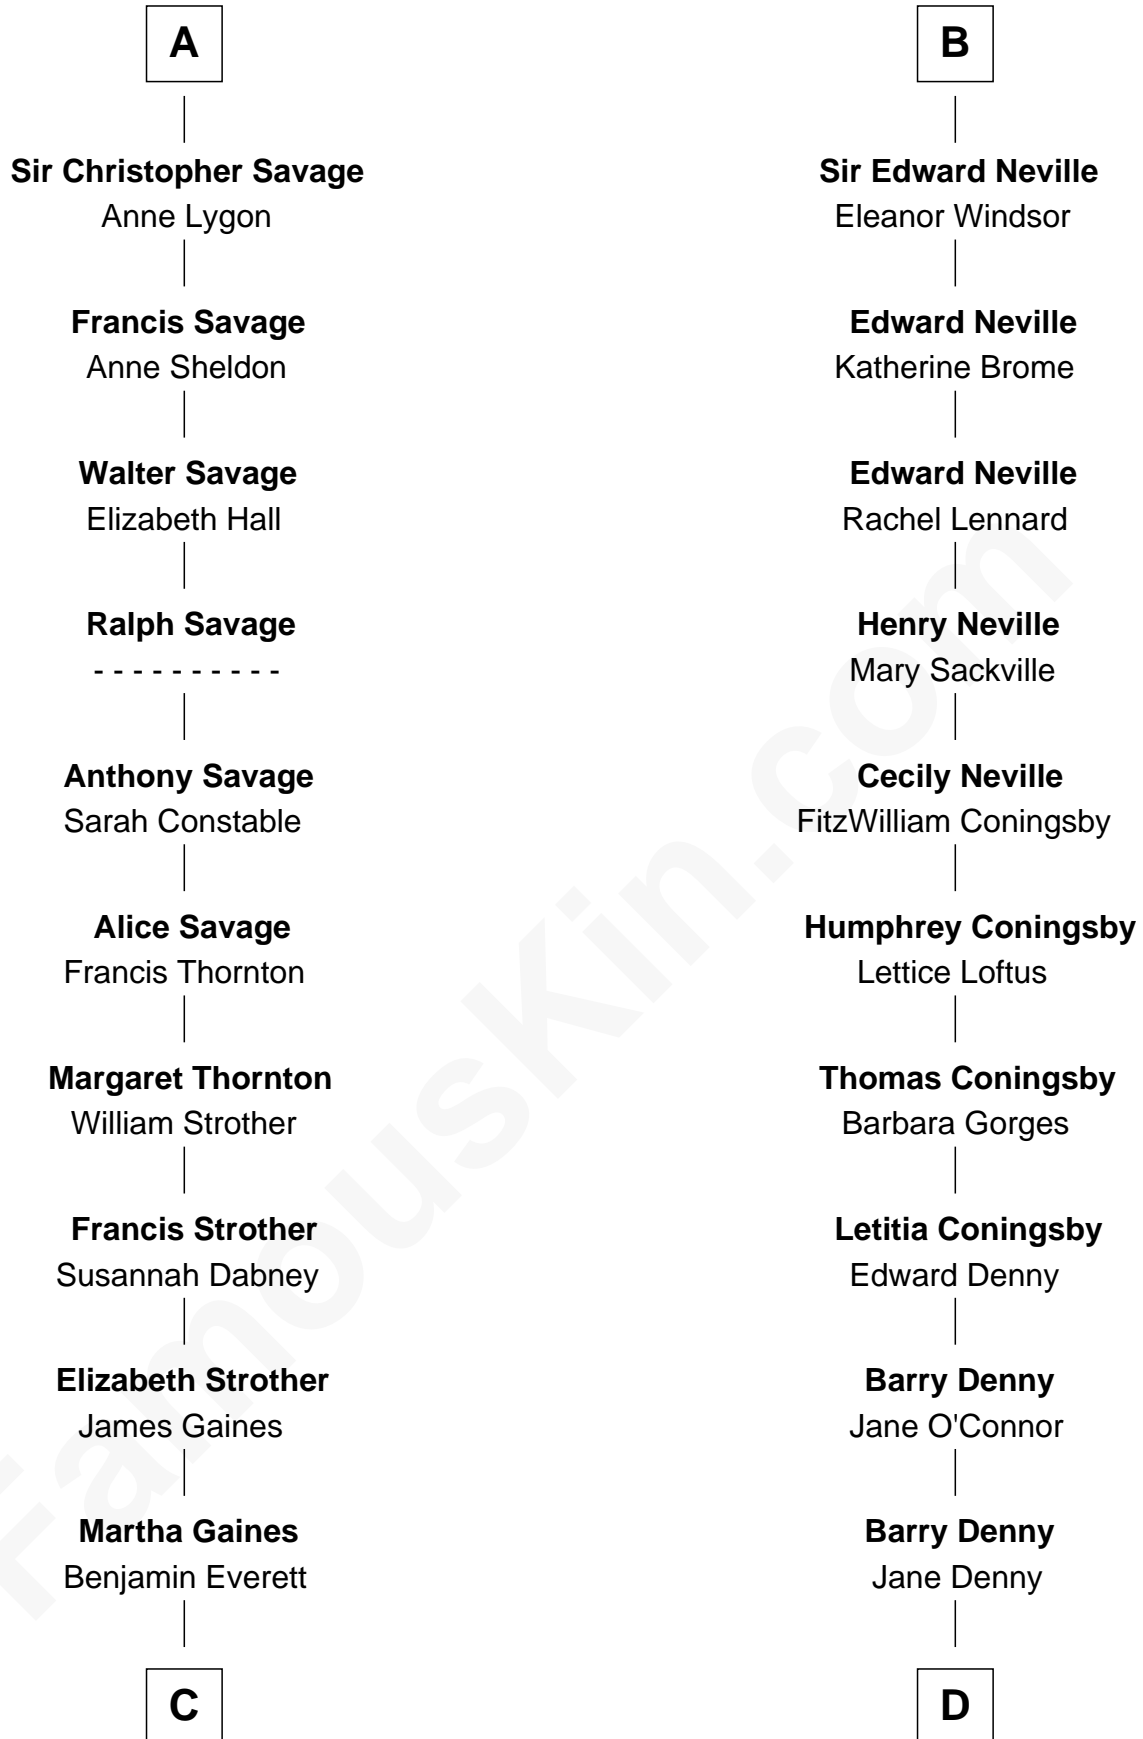 A
Sir Christopher Savage
Anne Lygon
Francis Savage
Anne Sheldon
Walter Savage
Elizabeth Hall
Ralph Savage
- - - - - - - - - -
Anthony Savage
Sarah Constable
Alice Savage
Francis Thornton
Margaret Thornton
William Strother
Francis Strother
Susannah Dabney
Elizabeth Strother
James Gaines
Martha Gaines
Benjamin Everett
C
B
Sir Edward Neville
Eleanor Windsor
Edward Neville
Katherine Brome
Edward Neville
Rachel Lennard
Henry Neville
Mary Sackville
Cecily Neville
FitzWilliam Coningsby
Humphrey Coningsby
Lettice Loftus
Thomas Coningsby
Barbara Gorges
Letitia Coningsby
Edward Denny
Barry Denny
Jane O'Connor
Barry Denny
Jane Denny
D
FamousKin.com